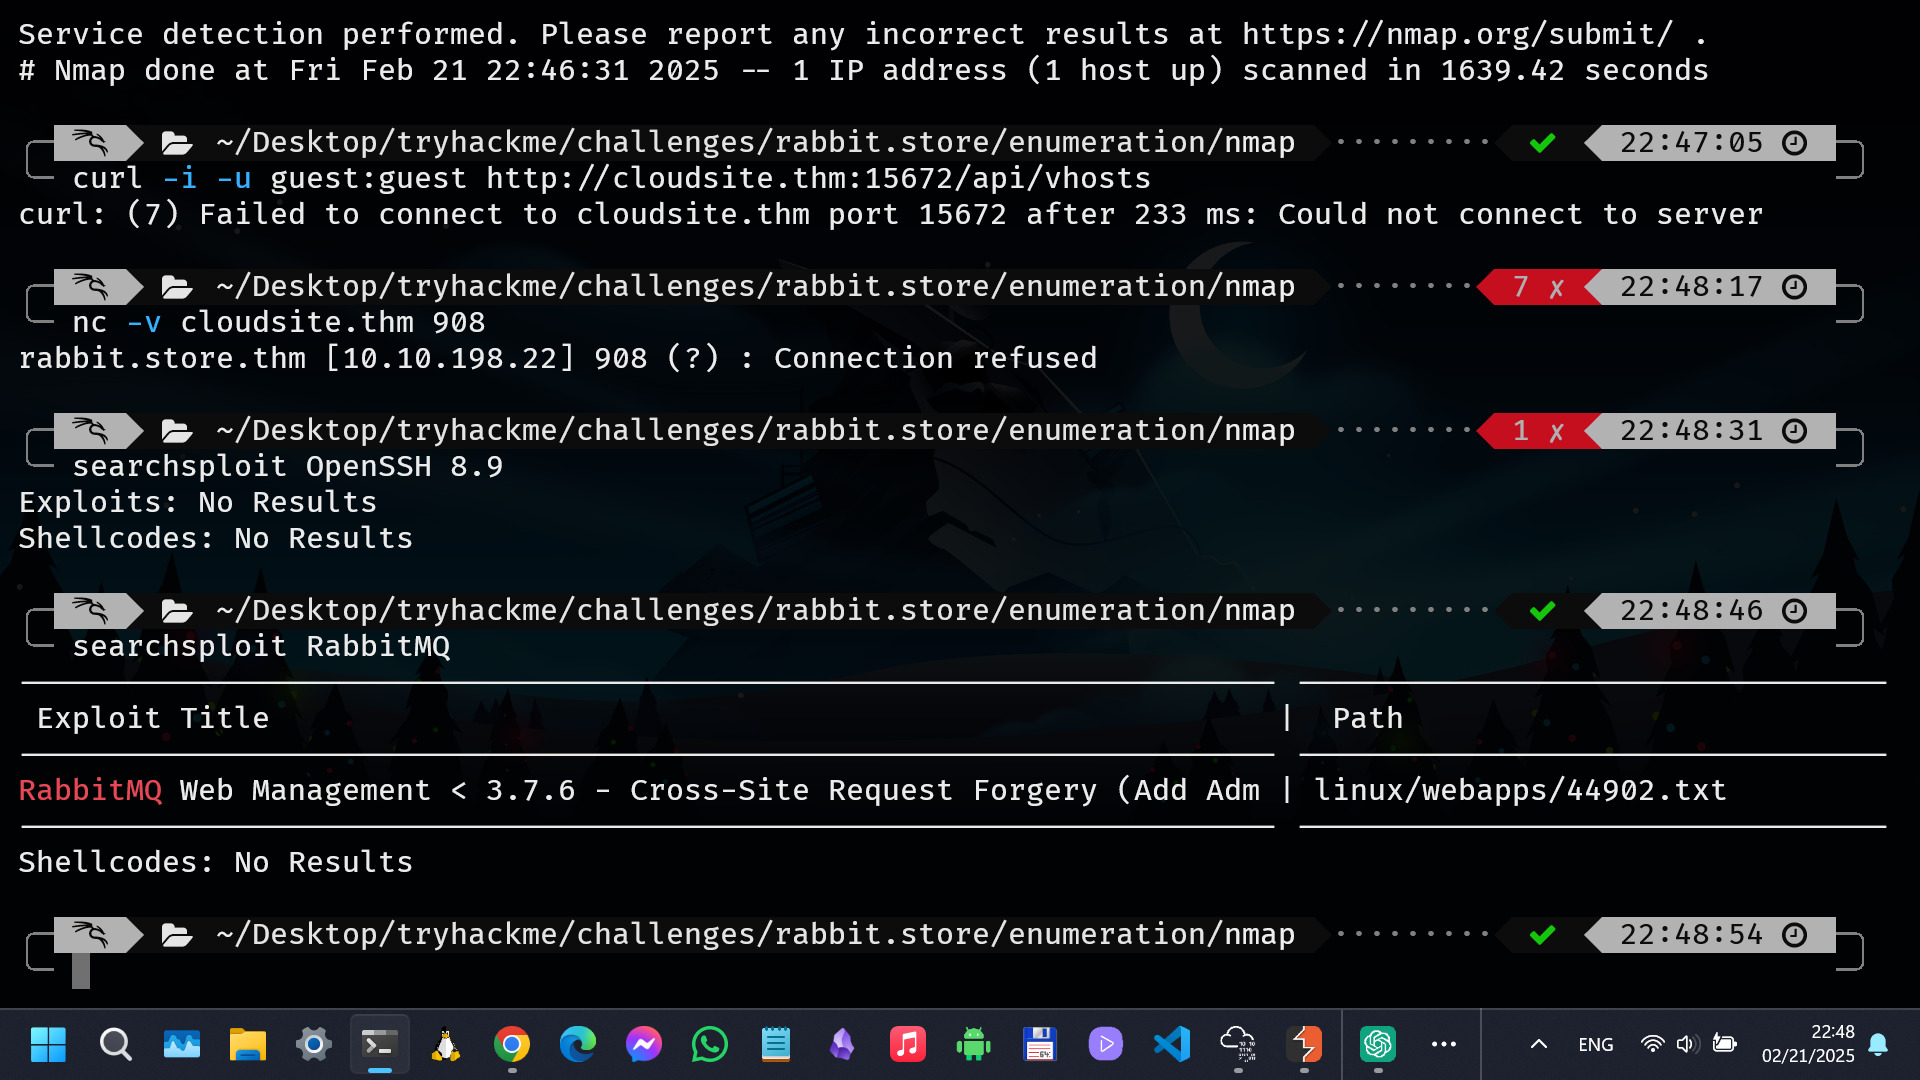 Service detection performed. Please report any incorrect results at https://nmap.org/submit/ .
# Nmap done at Fri Feb 21 22:46:31 2025 -- 1 IP address (1 host up) scanned in 1639.42 seconds
~/Desktop/tryhackme/challenges/rabbit.store/enumeration/nmap ········· ✔ 22:47:05
curl -i -u guest:guest http://cloudsite.thm:15672/api/vhosts
curl: (7) Failed to connect to cloudsite.thm port 15672 after 233 ms: Could not connect to server
~/Desktop/tryhackme/challenges/rabbit.store/enumeration/nmap ········ 7 ✗ 22:48:17
nc -v cloudsite.thm 908
rabbit.store.thm [10.10.198.22] 908 (?) : Connection refused
~/Desktop/tryhackme/challenges/rabbit.store/enumeration/nmap ········ 1 ✗ 22:48:31
searchsploit OpenSSH 8.9
Exploits: No Results
Shellcodes: No Results
~/Desktop/tryhackme/challenges/rabbit.store/enumeration/nmap ········· ✔ 22:48:46
searchsploit RabbitMQ
Exploit Title | Path
RabbitMQ Web Management < 3.7.6 - Cross-Site Request Forgery (Add Adm | linux/webapps/44902.txt
Shellcodes: No Results
~/Desktop/tryhackme/challenges/rabbit.store/enumeration/nmap ········· ✔ 22:48:54
ENG
22:48
02/21/2025